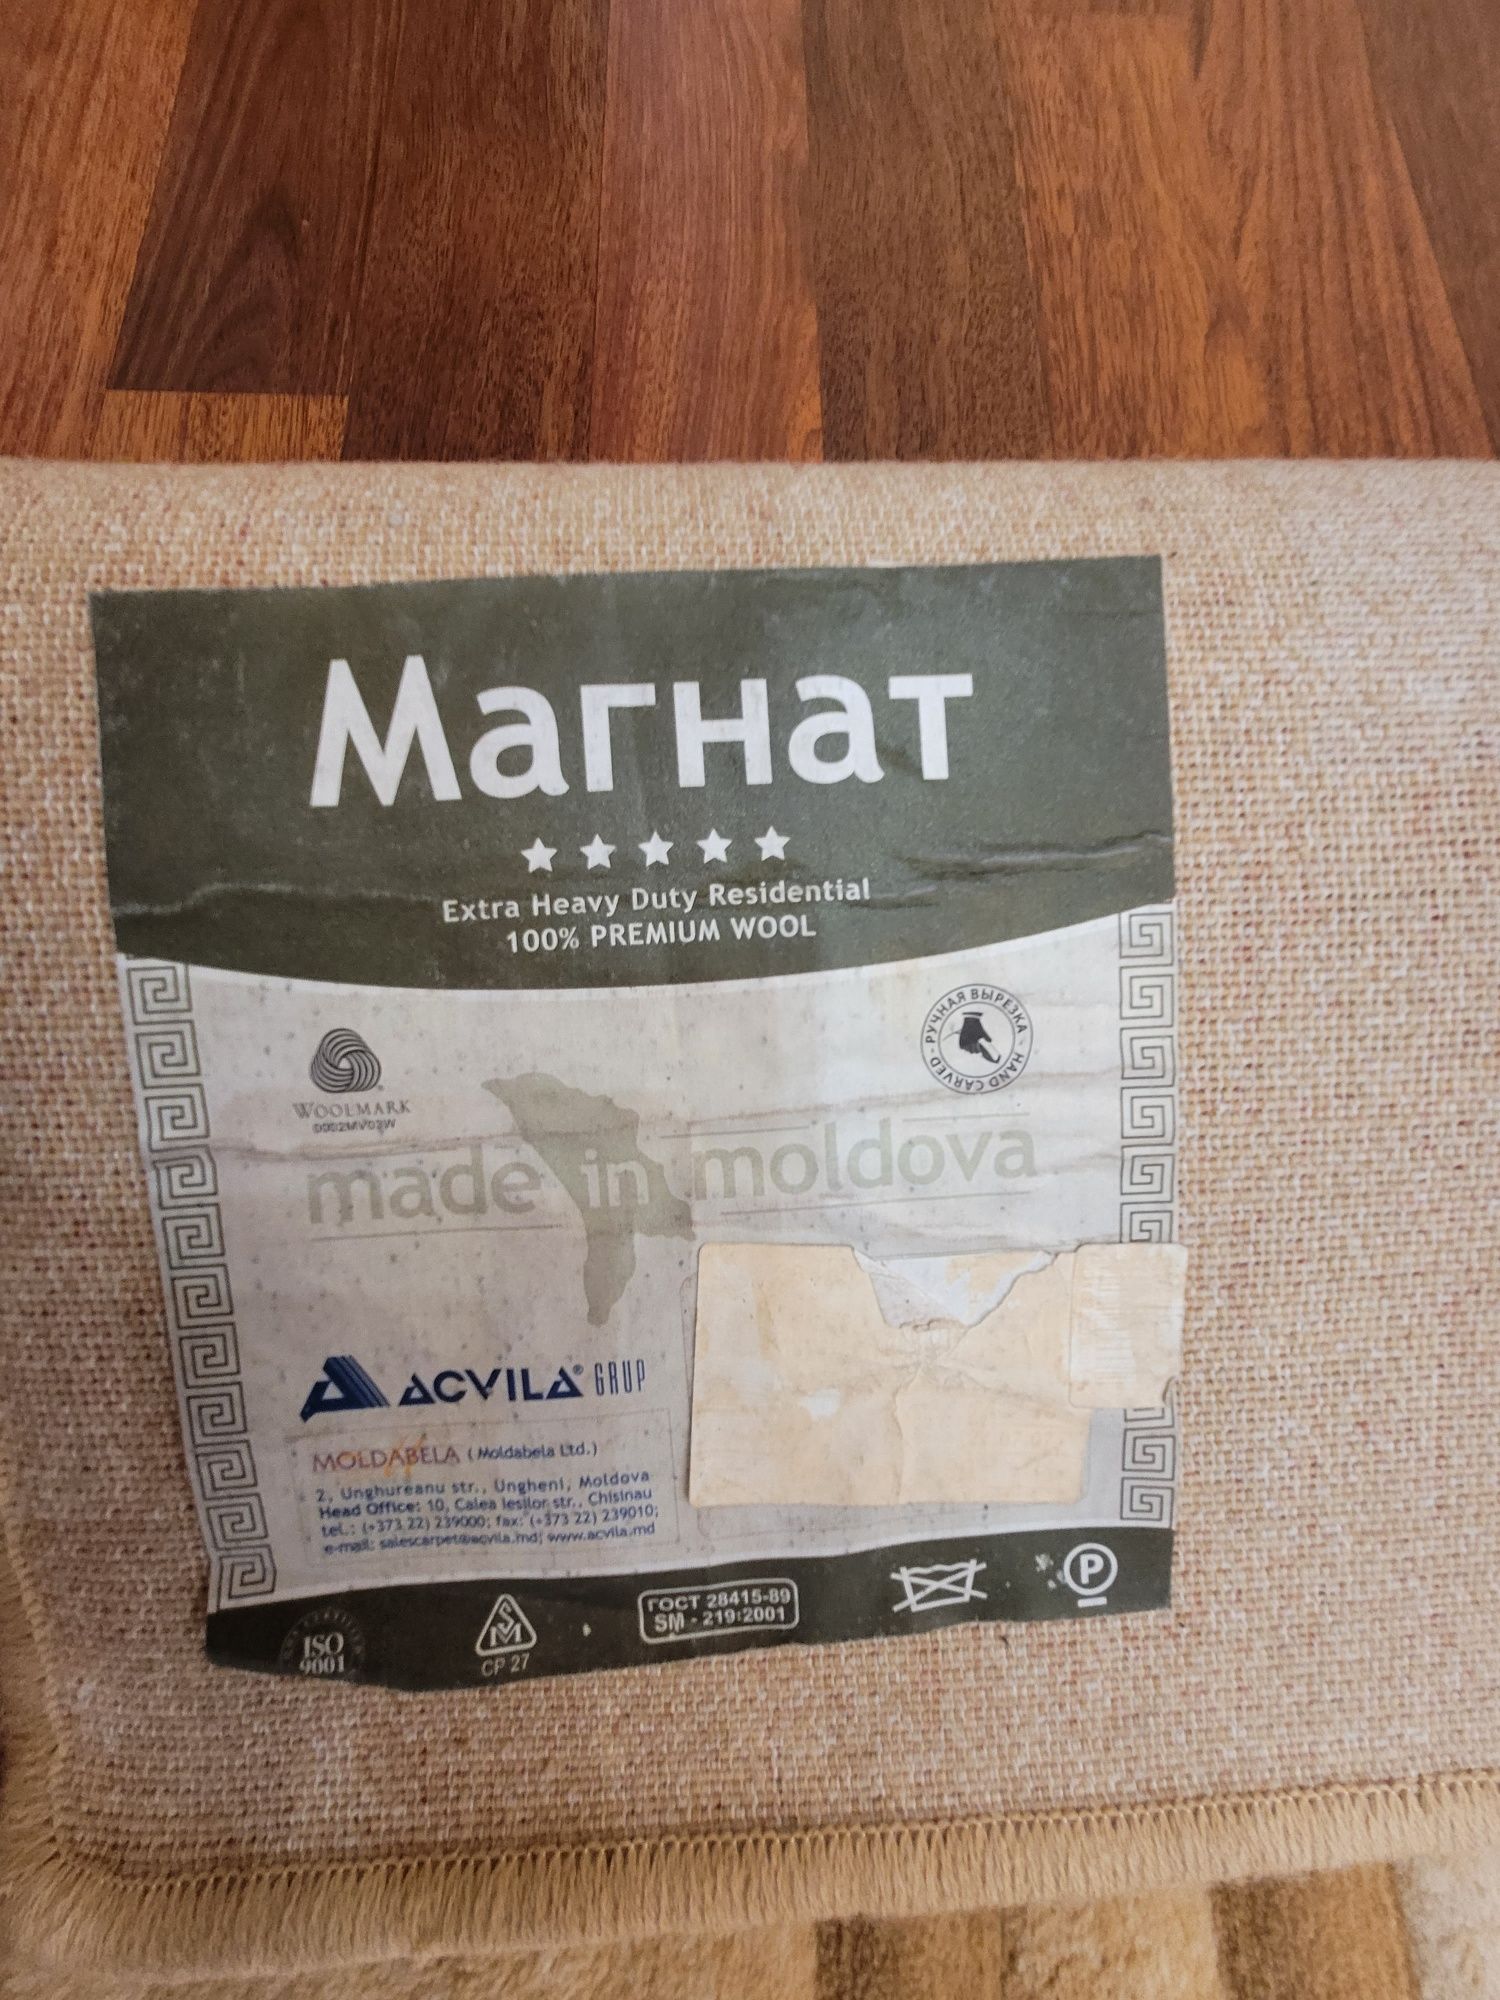 Магнат
Extra Heavy Duty Residential
100% PREMIUM WOOL
WOOLMARK
РУЧНАЯ ВЫРЕЗКА - HAND CARVED -
made in moldova
ACVILA® GRUP
MOLDABELA (Moldabela Ltd.)
2, Unghureanu str., Ungheni, Moldova
Head Office: 10, Calea Iesilor str., Chisinau
tel.: (+373 22) 239000; fax: (+373 22) 239010;
e-mail: salescarpet@acvila.md; www.acvila.md
ISO
9001
SM
CP 27
ГОСТ 28415-89
SM - 219:2001
P